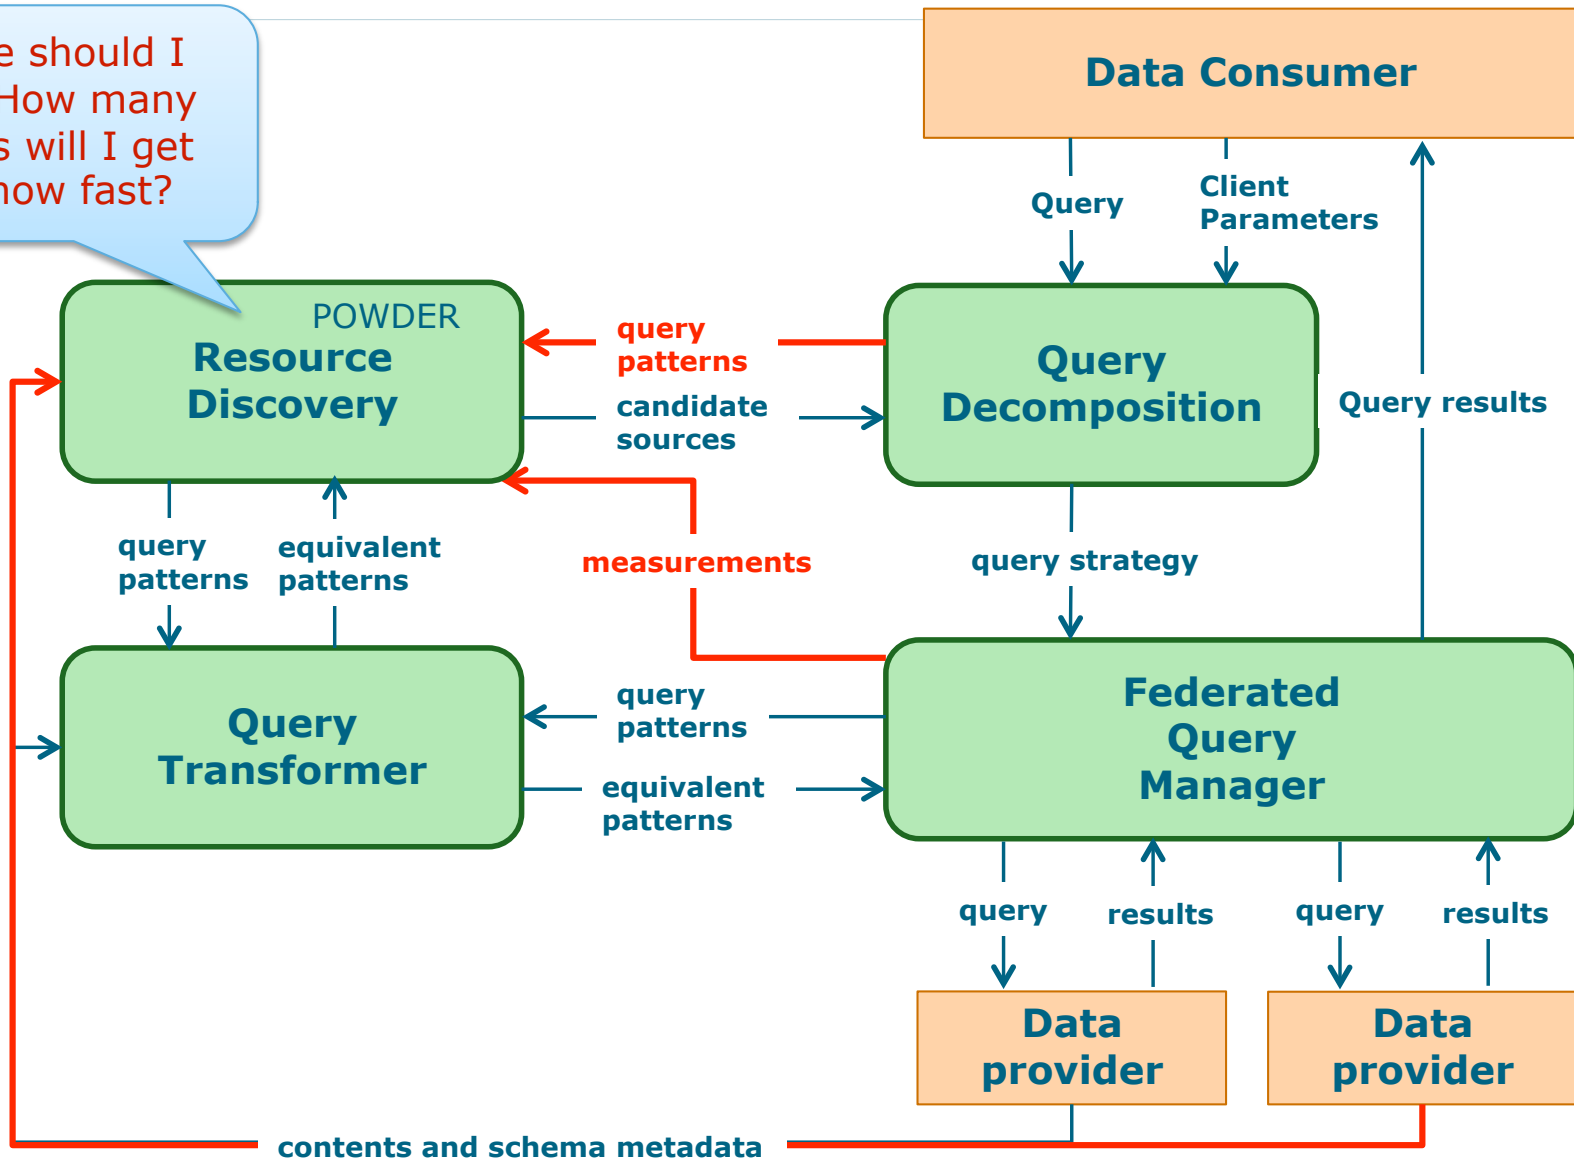 should I
How many
will I get
how fast?
Data Consumer
Query
Client
Parameters
POWDER
Resource
Discovery
query
patterns
candidate
sources
Query
Decomposition
Query results
query
patterns
equivalent
patterns
measurements
query strategy
Query
Transformer
query
patterns
equivalent
patterns
Federated
Query
Manager
query
results
query
results
Data
provider
Data
provider
contents and schema metadata